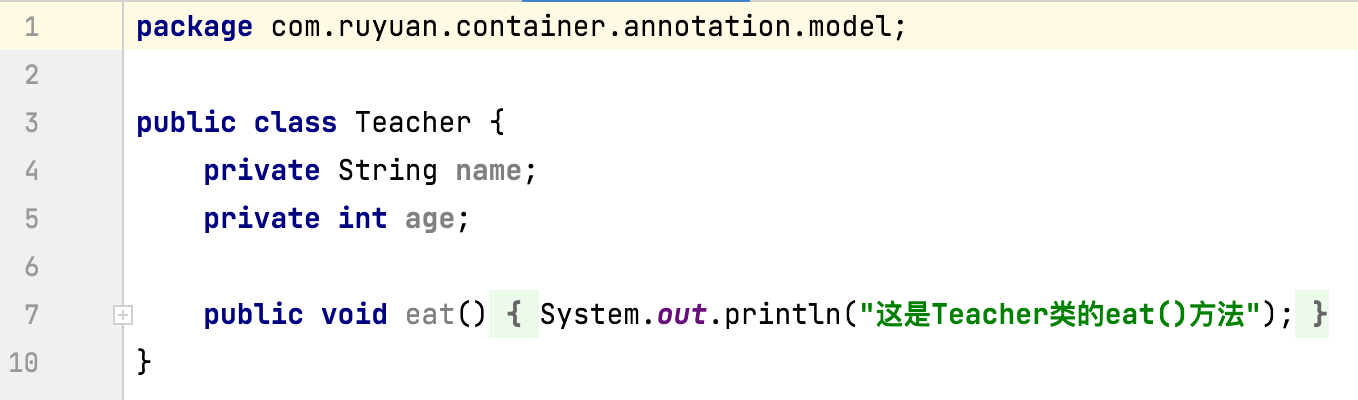 1 package com.ruyuan.container.annotation.model;
2
3 public class Teacher {
4     private String name;
5     private int age;
6
7     public void eat() { System.out.println("这是Teacher类的eat()方法"); }
10 }